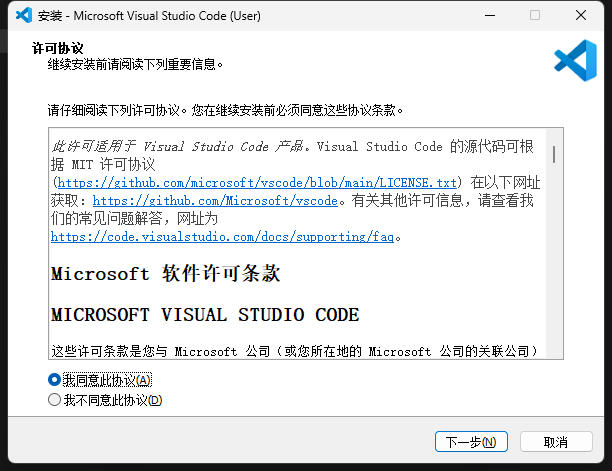 安装 - Microsoft Visual Studio Code (User)
许可协议
继续安装前请阅读下列重要信息。
请仔细阅读下列许可协议。您在继续安装前必须同意这些协议条款。
此许可适用于 Visual Studio Code 产品。Visual Studio Code 的源代码可根
据 MIT 许可协议
(https://github.com/microsoft/vscode/blob/main/LICENSE.txt) 在以下网址
获取：https://github.com/Microsoft/vscode。有关其他许可信息，请查看我
们的常见问题解答，网址为
https://code.visualstudio.com/docs/supporting/faq。
Microsoft 软件许可条款
MICROSOFT VISUAL STUDIO CODE
这些许可条款是您与 Microsoft 公司（或您所在地的 Microsoft 公司的关联公司）
我同意此协议(A)
我不同意此协议(D)
下一步(N)
取消